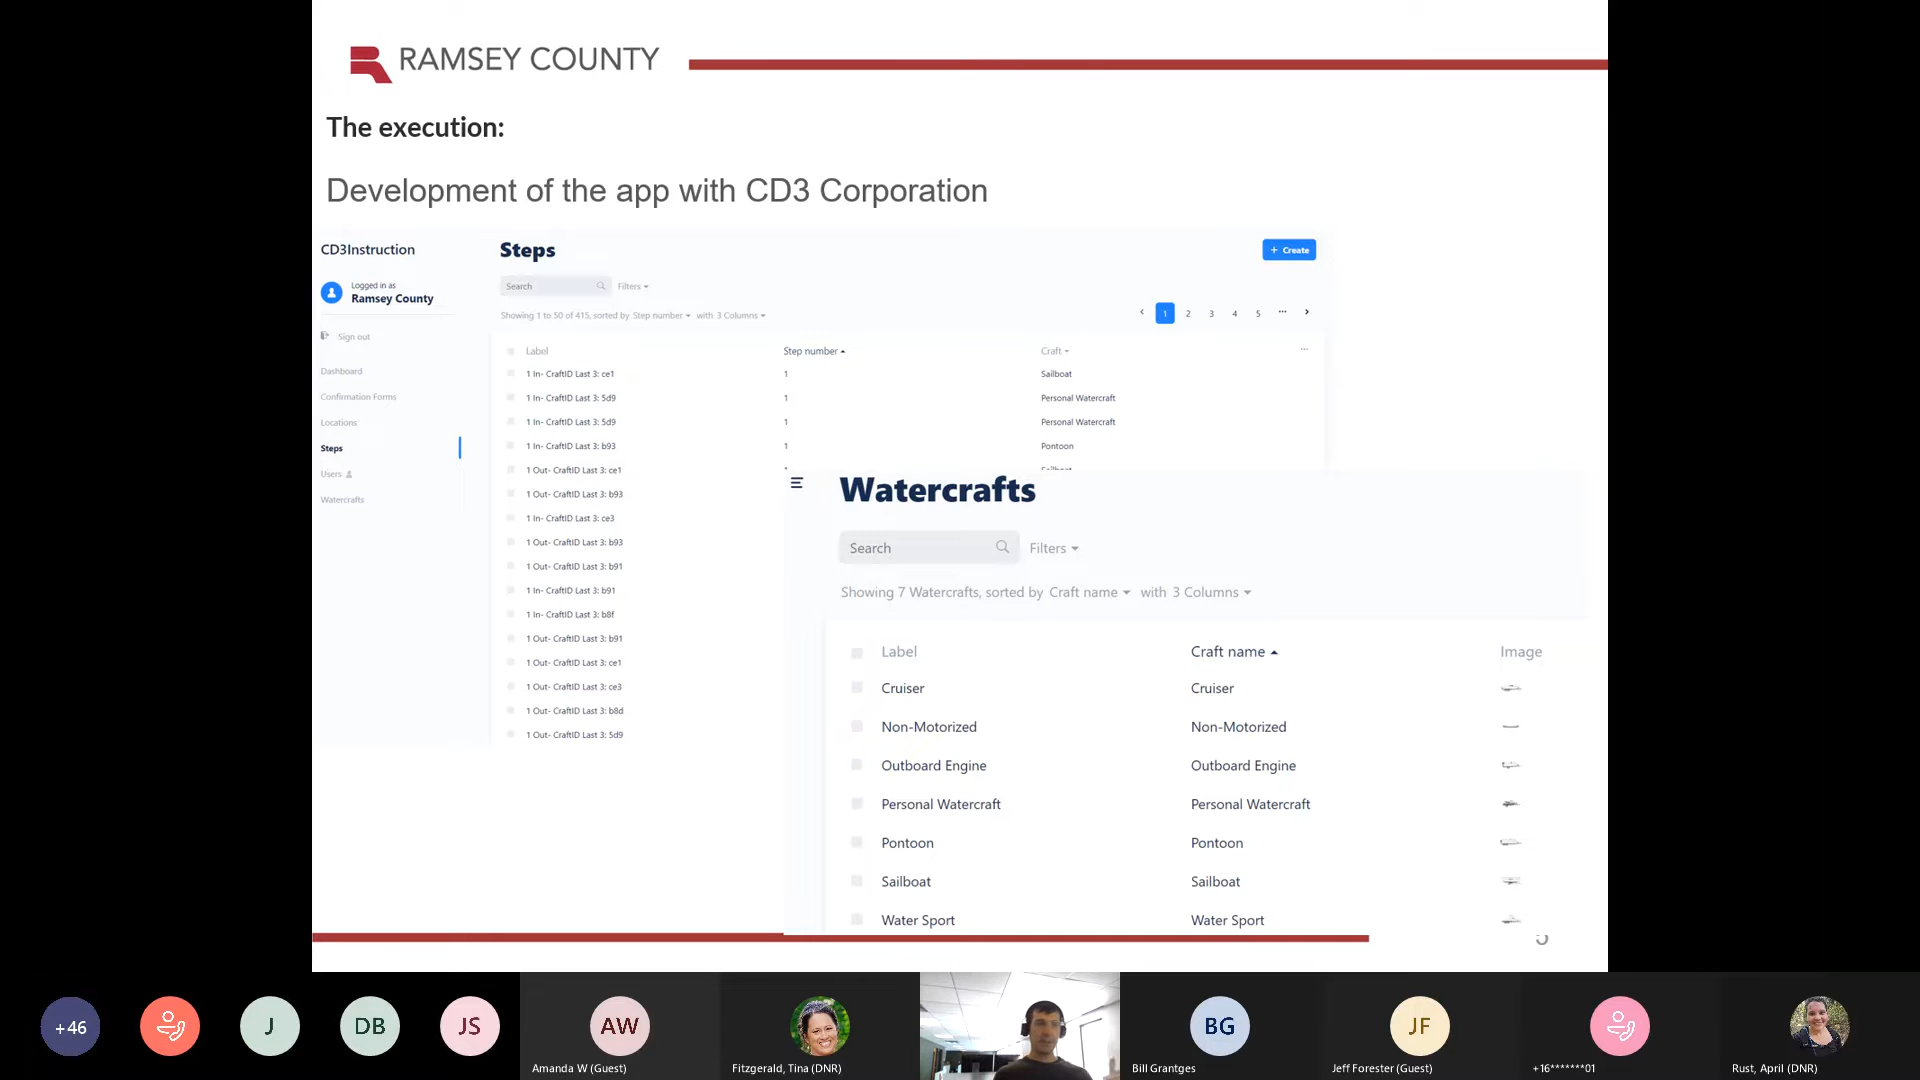 RAMSEY COUNTY
The execution:
Development of the app with CD3 Corporation
CD3Instruction
Logged in as
Ramsey County
Sign out
Dashboard
Confirmation Forms
Locations
Steps
Users
Watercrafts
Steps
+ Create
Search
Filters
Showing 1 to 50 of 415, sorted by Step number with 3 Columns
1 2 3 4 5 ...
Label Step number Craft ...
1 In- CraftID Last 3: ce1 1 Sailboat
1 In- CraftID Last 3: 5d9 1 Personal Watercraft
1 In- CraftID Last 3: 5d9 1 Personal Watercraft
1 In- CraftID Last 3: b93 1 Pontoon
1 Out- CraftID Last 3: ce1
1 Out- CraftID Last 3: b93
1 In- CraftID Last 3: ce3
1 Out- CraftID Last 3: b93
1 Out- CraftID Last 3: b91
1 In- CraftID Last 3: b91
1 In- CraftID Last 3: b8f
1 Out- CraftID Last 3: b91
1 Out- CraftID Last 3: ce1
1 Out- CraftID Last 3: ce3
1 Out- CraftID Last 3: b8d
1 Out- CraftID Last 3: 5d9
Watercrafts
Search
Filters
Showing 7 Watercrafts, sorted by Craft name with 3 Columns
Label Craft name Image
Cruiser Cruiser
Non-Motorized Non-Motorized
Outboard Engine Outboard Engine
Personal Watercraft Personal Watercraft
Pontoon Pontoon
Sailboat Sailboat
Water Sport Water Sport
+46
J
DB
JS
AW
Amanda W (Guest)
Fitzgerald, Tina (DNR)
BG
Bill Grantges
JF
Jeff Forester (Guest)
+16*******01
Rust, April (DNR)